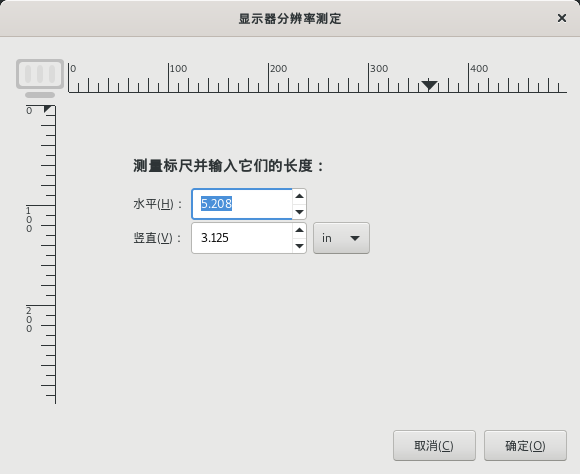 显示器分辨率测定
0 100 200 300 400
0
100
200
测量标尺并输入它们的长度：
水平(H)： 5.208
竖直(V)： 3.125 in
取消(C) 确定(O)